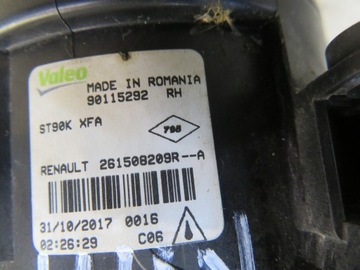 Valeo
MADE IN ROMANIA
90115292 RH
ST90K XFA
795
RENAULT 261508209R--A
31/10/2017 0016
02:26:29 C06